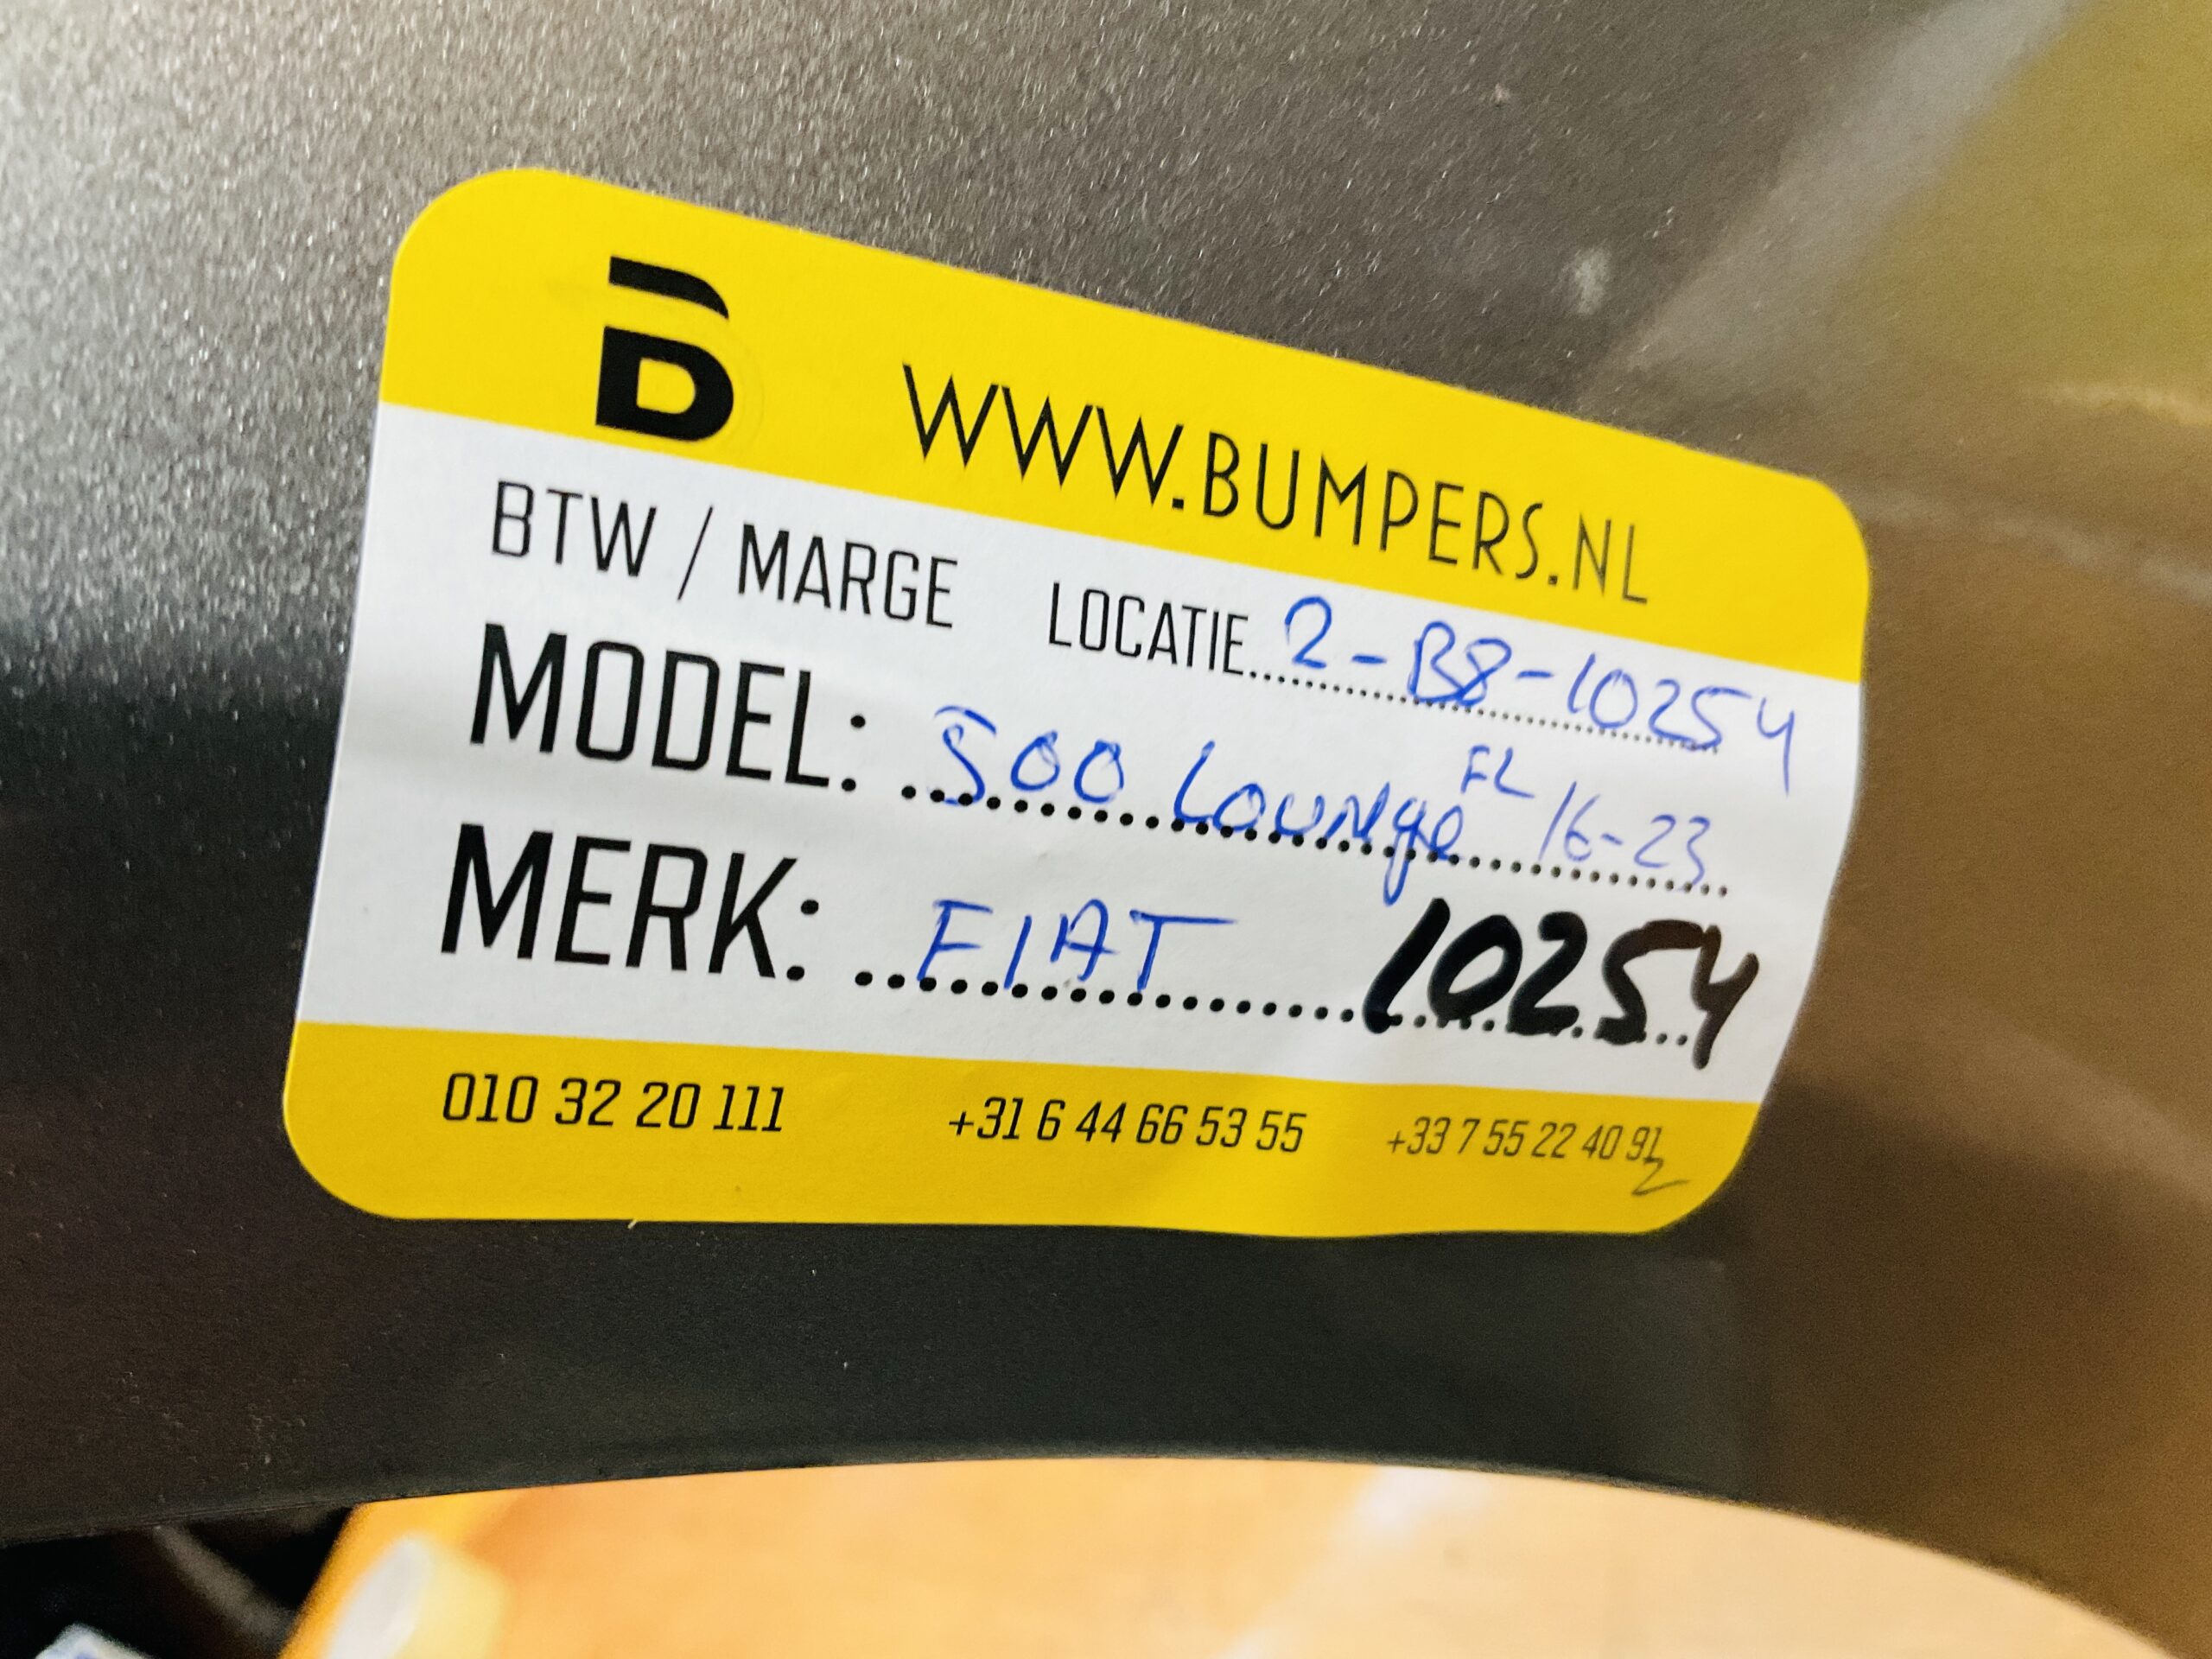 WWW.BUMPERS.NL
BTW / MARGE LOCATIE 2-B8-10254
MODEL: 500 Lounge FL 16-23
MERK: FIAT 10254
010 32 20 111 +31 6 44 66 53 55 +33 7 55 22 40 91
2